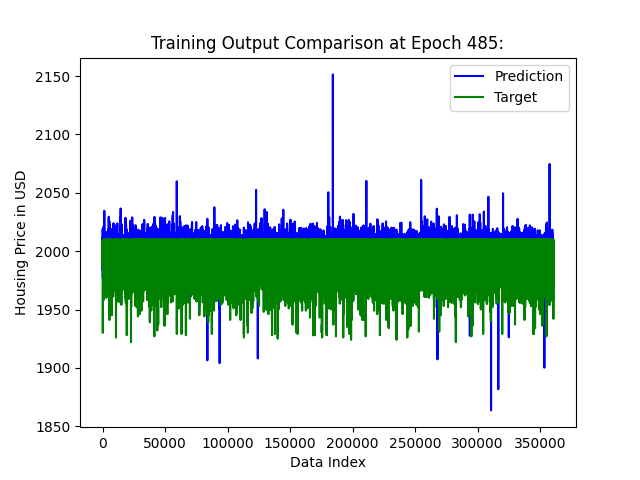 Training Output Comparison at Epoch 485:
Prediction
Target
Housing Price in USD
2150
2100
2050
2000
1950
1900
1850
0 50000 100000 150000 200000 250000 300000 350000
Data Index